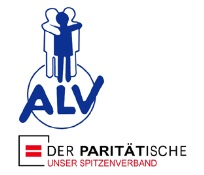 ALV
DER PARITÄTISCHE
UNSER SPITZENVERBAND